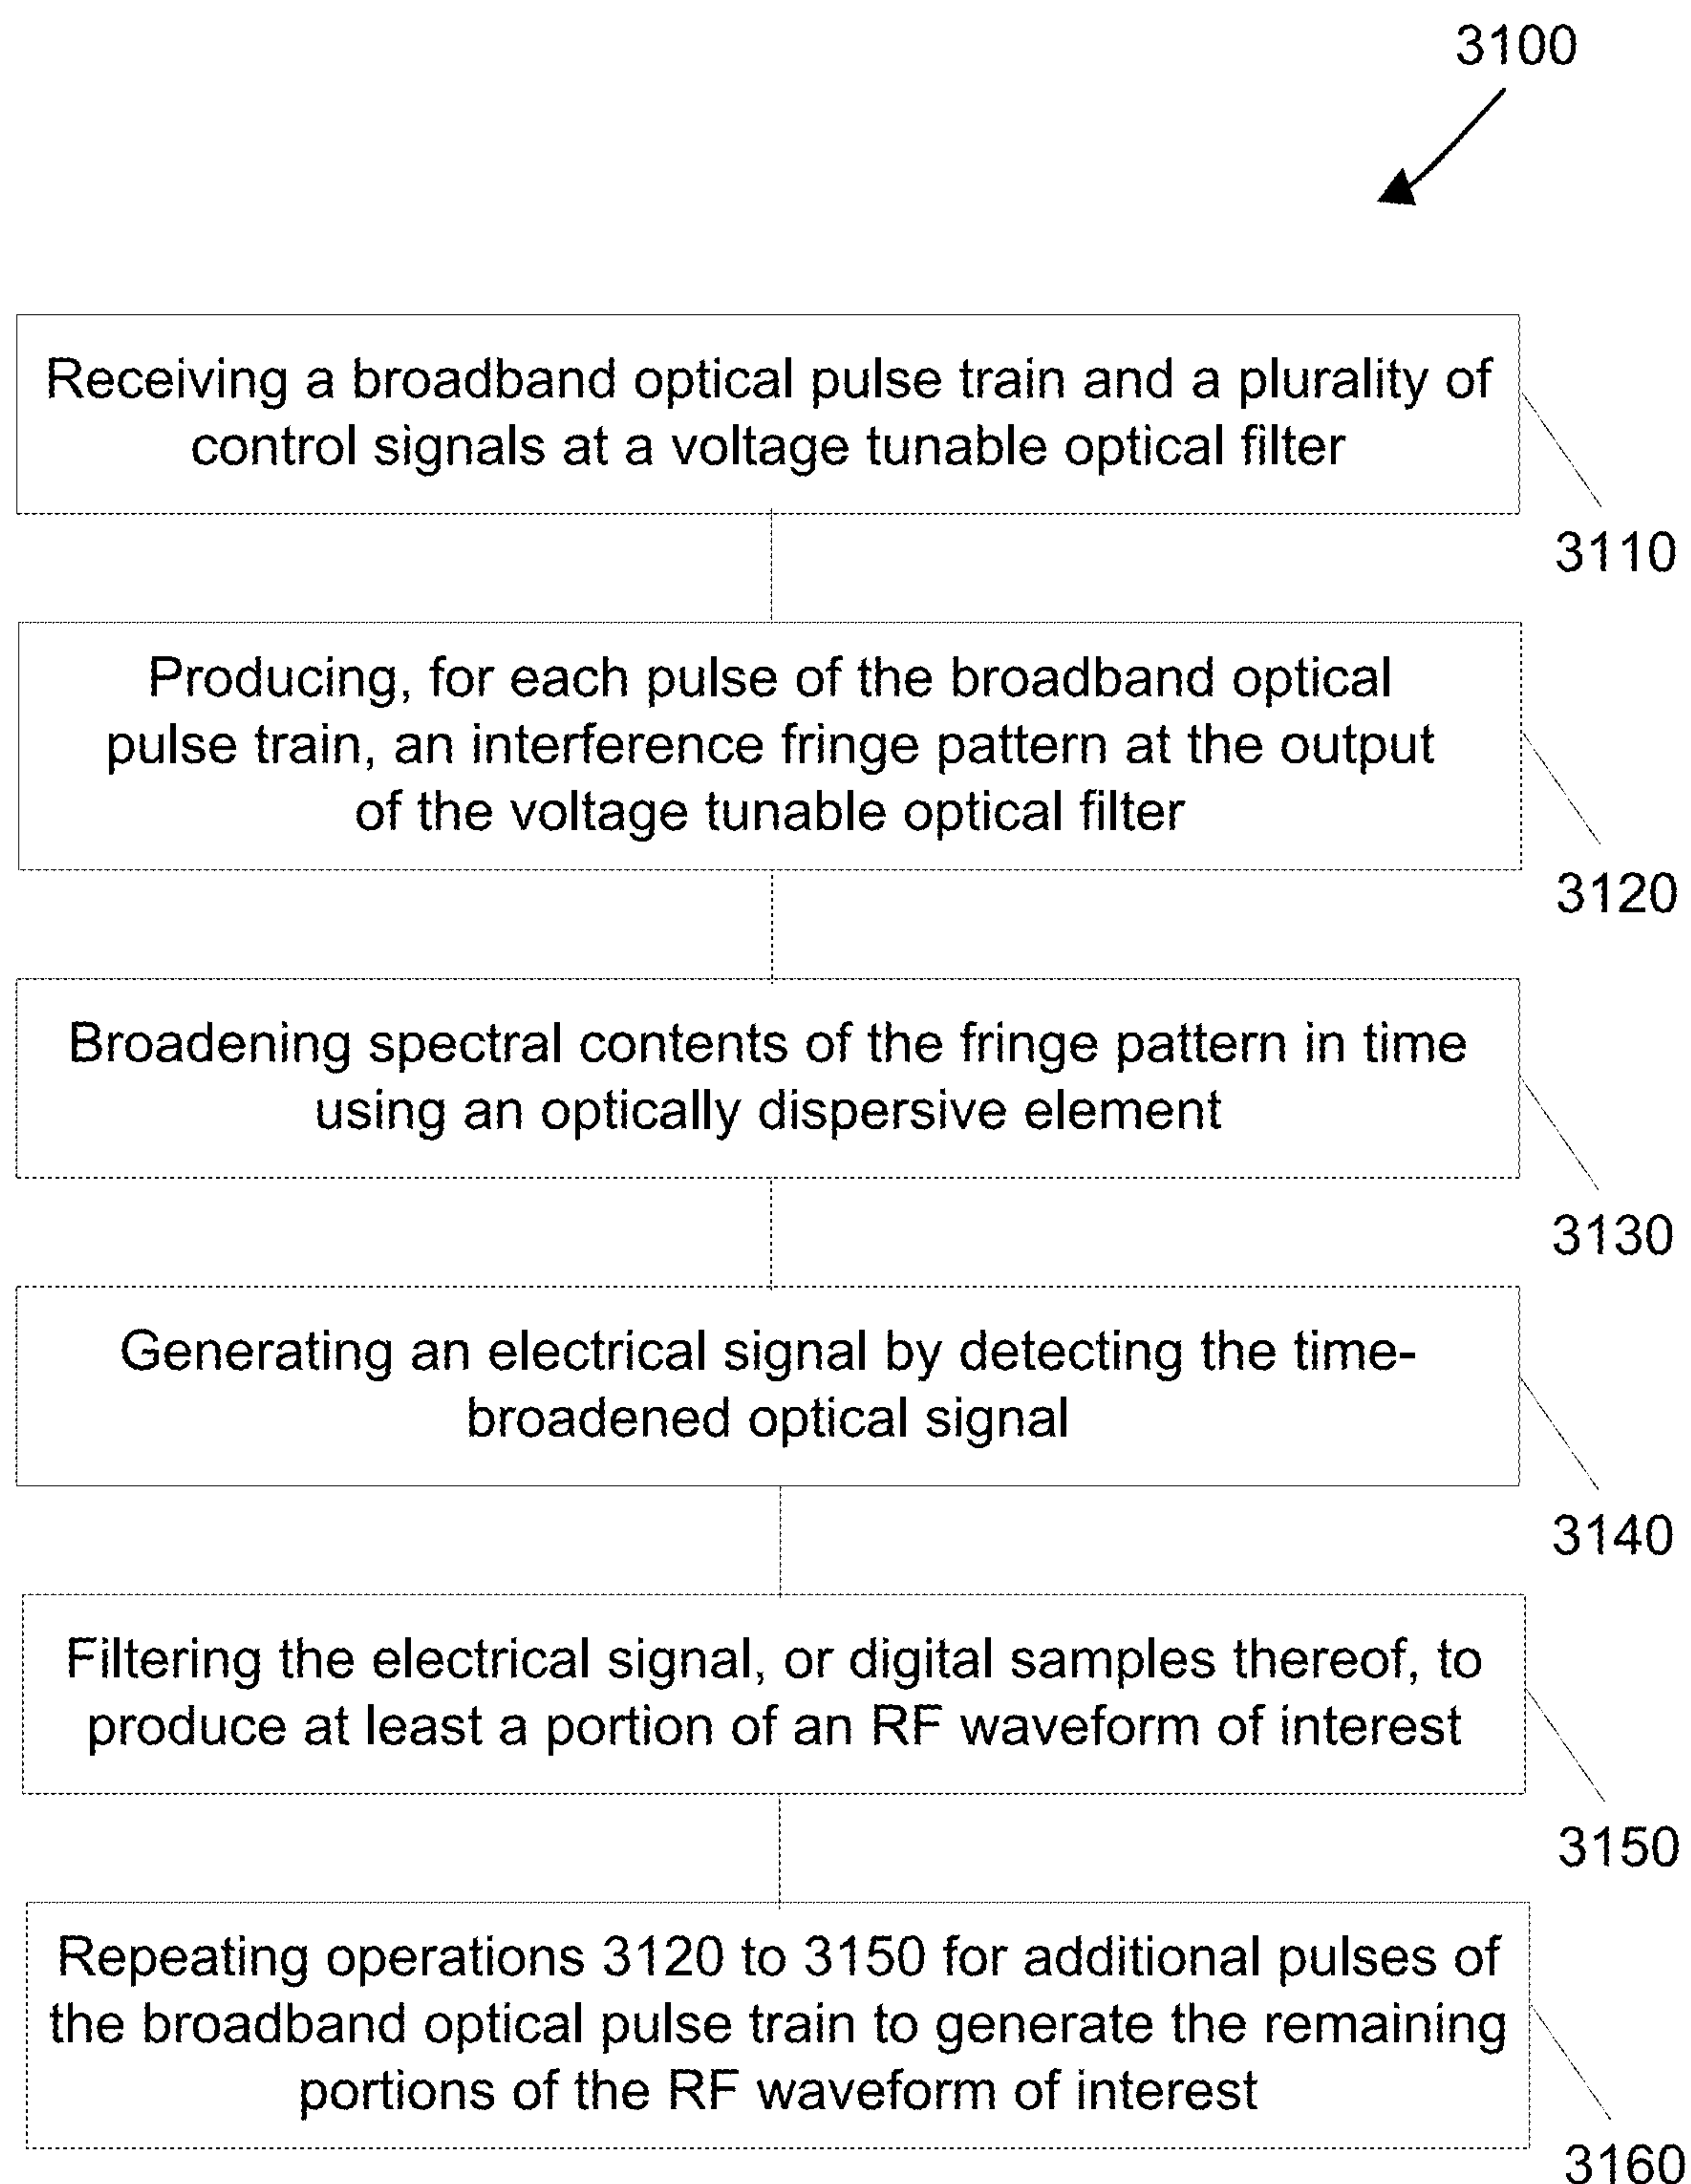 3100
Receiving a broadband optical pulse train and a plurality of
control signals at a voltage tunable optical filter
3110
Producing, for each pulse of the broadband optical
pulse train, an interference fringe pattern at the output
of the voltage tunable optical filter
3120
Broadening spectral contents of the fringe pattern in time
using an optically dispersive element
3130
Generating an electrical signal by detecting the time-
broadened optical signal
3140
Filtering the electrical signal, or digital samples thereof, to
produce at least a portion of an RF waveform of interest
3150
Repeating operations 3120 to 3150 for additional pulses of
the broadband optical pulse train to generate the remaining
portions of the RF waveform of interest
3160